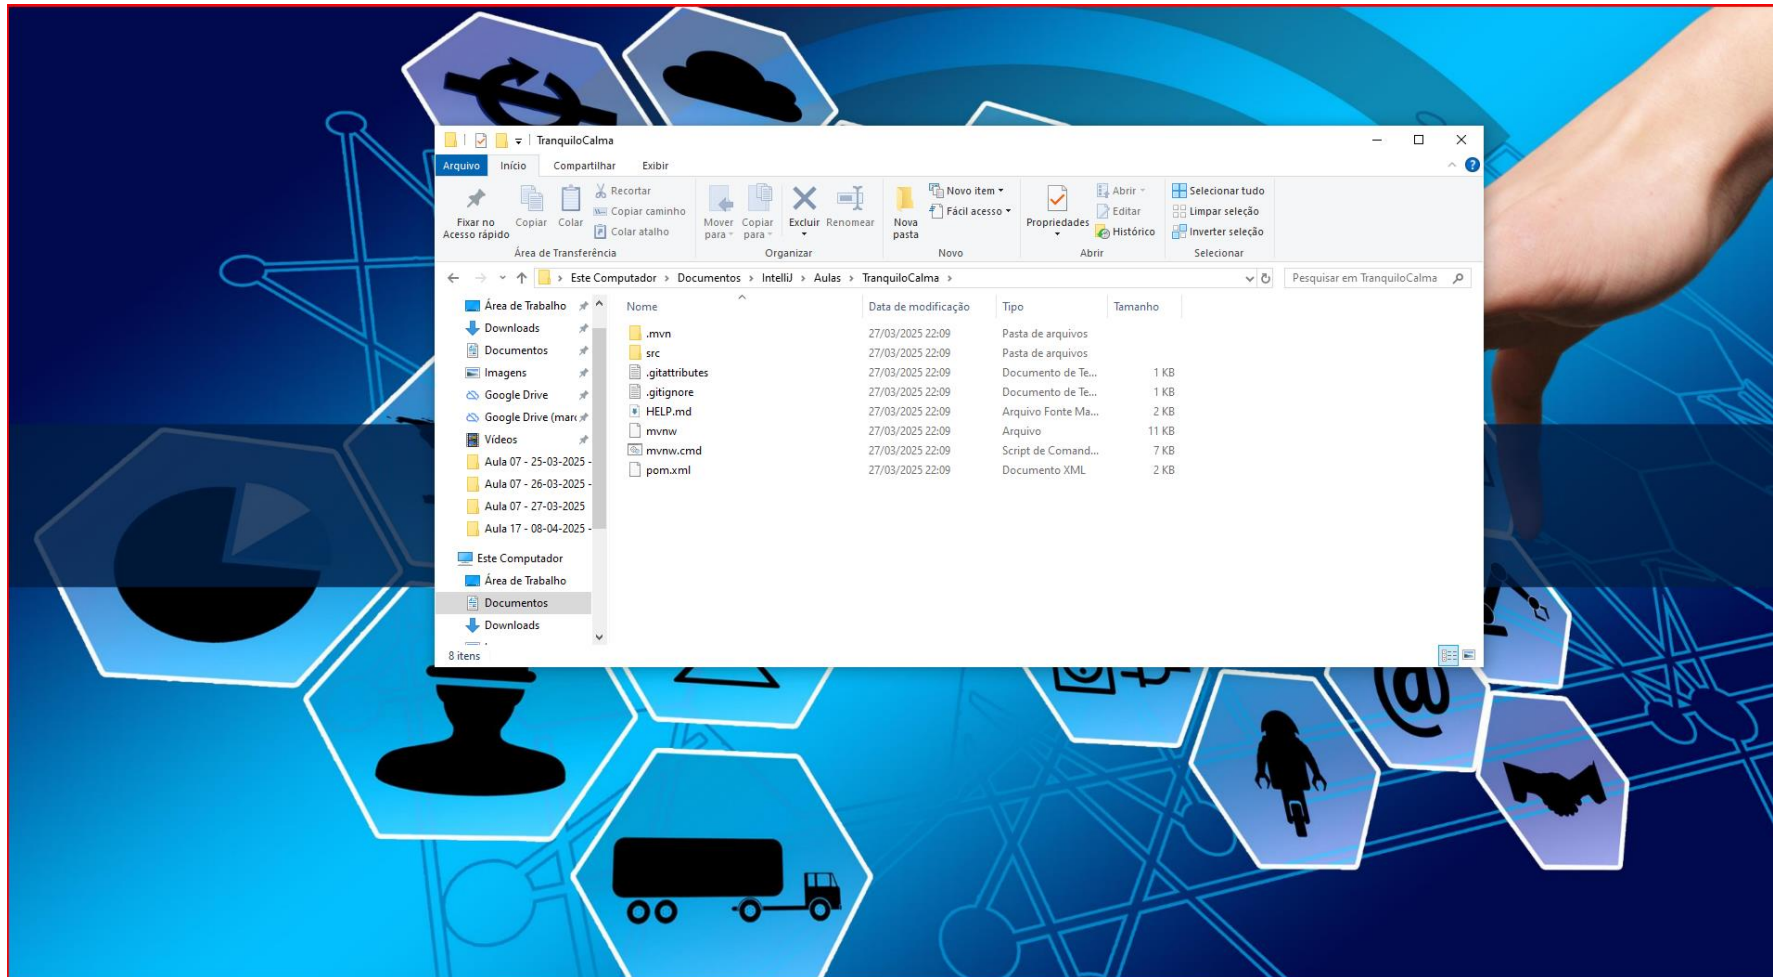 TranquiloCalma
Arquivo Início Compartilhar Exibir
Fixar no Acesso rápido
Copiar
Colar
Recortar
Copiar caminho
Colar atalho
Área de Transferência
Mover para
Copiar para
Excluir
Renomear
Organizar
Nova pasta
Novo item
Fácil acesso
Novo
Propriedades
Abrir
Editar
Histórico
Abrir
Selecionar tudo
Limpar seleção
Inverter seleção
Selecionar
Este Computador > Documentos > IntelliJ > Aulas > TranquiloCalma >
Pesquisar em TranquiloCalma
Área de Trabalho
Downloads
Documentos
Imagens
Google Drive
Google Drive (marc
Vídeos
Aula 07 - 25-03-2025 -
Aula 07 - 26-03-2025 -
Aula 07 - 27-03-2025
Aula 17 - 08-04-2025 -
Este Computador
Área de Trabalho
Documentos
Downloads
Nome Data de modificação Tipo Tamanho
.mvn 27/03/2025 22:09 Pasta de arquivos
src 27/03/2025 22:09 Pasta de arquivos
.gitattributes 27/03/2025 22:09 Documento de Te... 1 KB
.gitignore 27/03/2025 22:09 Documento de Te... 1 KB
HELP.md 27/03/2025 22:09 Arquivo Fonte Ma... 2 KB
mvnw 27/03/2025 22:09 Arquivo 11 KB
mvnw.cmd 27/03/2025 22:09 Script de Comand... 7 KB
pom.xml 27/03/2025 22:09 Documento XML 2 KB
8 itens
@